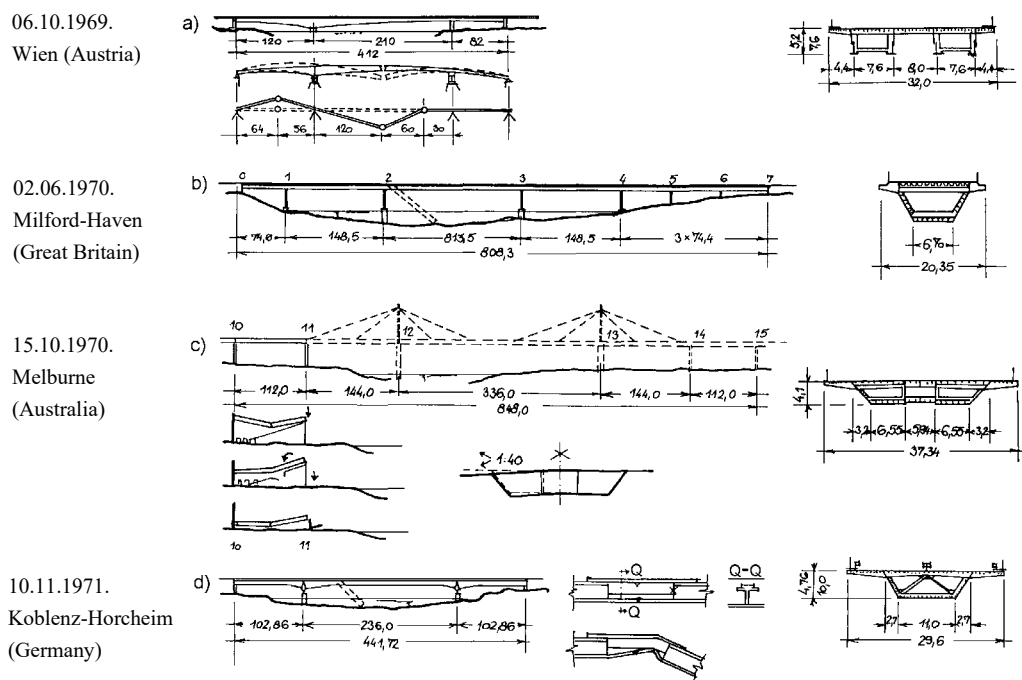 06.10.1969.
Wien (Austria)
a)
120 210 82
412
64 56 120 60 30
5,2
7,6
4,4 7,6 8,0 7,6 4,4
32,0
02.06.1970.
Milford-Haven
(Great Britain)
b)
0 1 2 3 4 5 6 7
74,0 148,5 813,5 148,5 3×74,4
808,3
20,35
15.10.1970.
Melburne
(Australia)
c)
10 11 12 13 14 15
112,0 144,0 336,0 144,0 112,0
848,0
1:40
10 11
4,1
3,2 6,55 5,94 6,55 3,2
37,34
10.11.1971.
Koblenz-Horcheim
(Germany)
d)
102,86 236,0 102,86
441,72
Q
Q
Q-Q
4,76
10,0
2,7 11,0 2,7
29,6